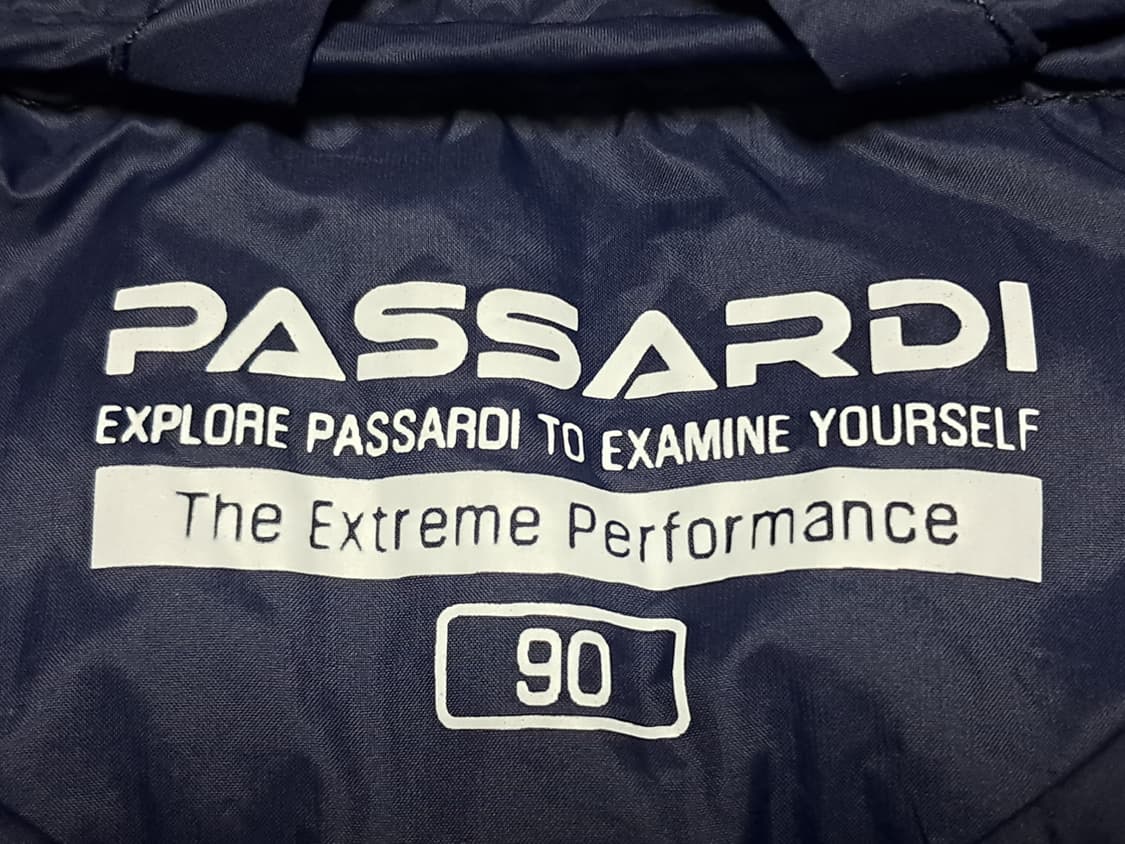 PASSARDI
EXPLORE PASSARDI TO EXAMINE YOURSELF
The Extreme Performance
90